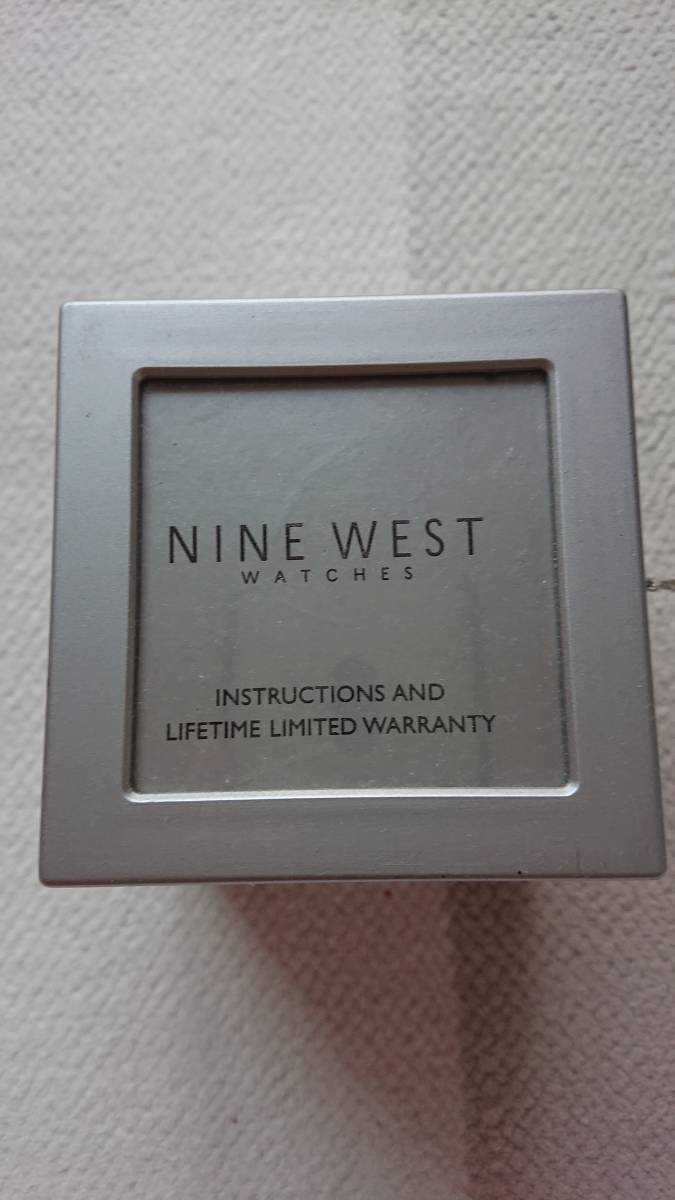 NINE WEST
WATCHES
INSTRUCTIONS AND
LIFETIME LIMITED WARRANTY